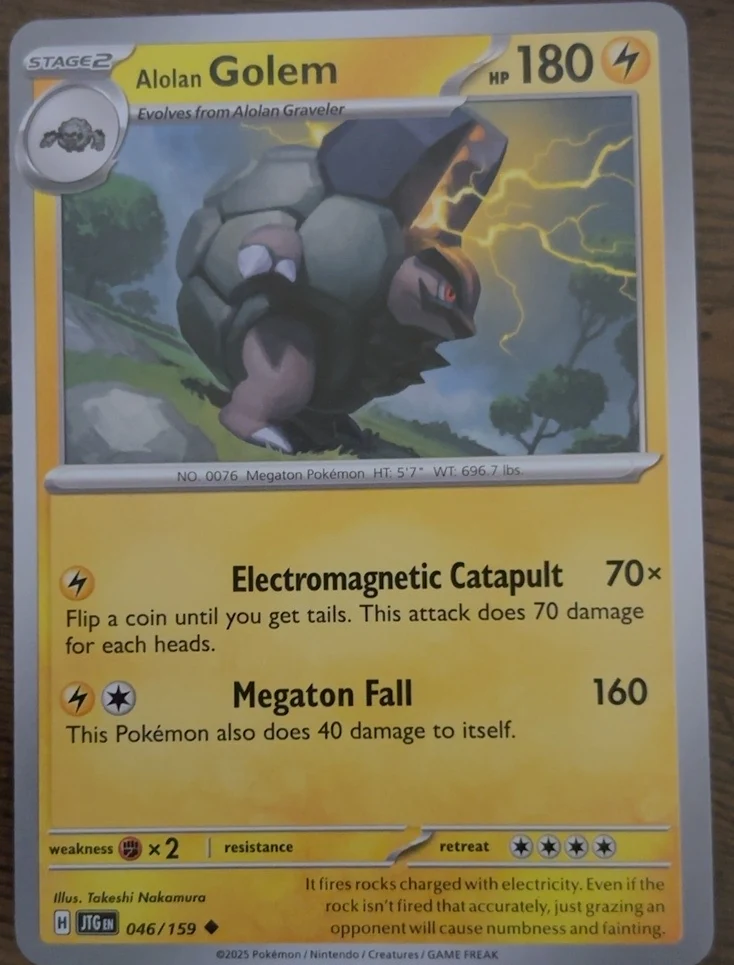 STAGE2
Alolan Golem HP 180
Evolves from Alolan Graveler
NO. 0076 Megaton Pokémon HT: 5'7" WT: 696.7 lbs.
Electromagnetic Catapult 70×
Flip a coin until you get tails. This attack does 70 damage
for each heads.
Megaton Fall 160
This Pokémon also does 40 damage to itself.
weakness ×2 resistance retreat
Illus. Takeshi Nakamura
H JTG EN 046/159
It fires rocks charged with electricity. Even if the
rock isn't fired that accurately, just grazing an
opponent will cause numbness and fainting.
©2025 Pokémon / Nintendo / Creatures / GAME FREAK